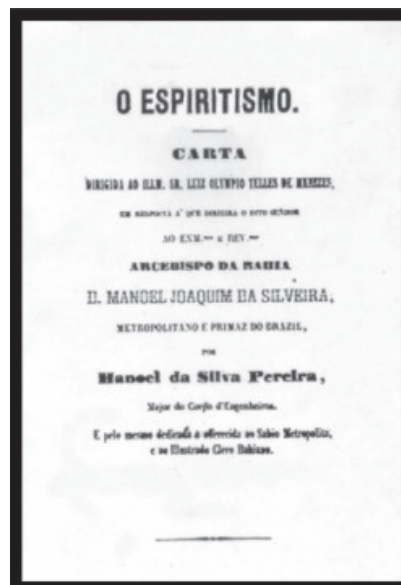 O ESPIRITISMO.
CARTA
DIRIGIDA AO ILLM. SR. LUIZ OLYMPIO TELLES DE MENEZES,
EM RESPOSTA A' QUE DIRIGIRA O DITO SENHOR
AO EXM.mo e REV.mo
ARCEBISPO DA BAHIA
D. MANOEL JOAQUIM DA SILVEIRA,
METROPOLITANO E PRIMAZ DO BRAZIL,
POR
Manoel da Silva Pereira,
Major do Corpo d'Engenheiros.
E pelo mesmo dedicada e offerecida ao Sabio Metropolita,
e ao Illustrado Clero Bahiano.